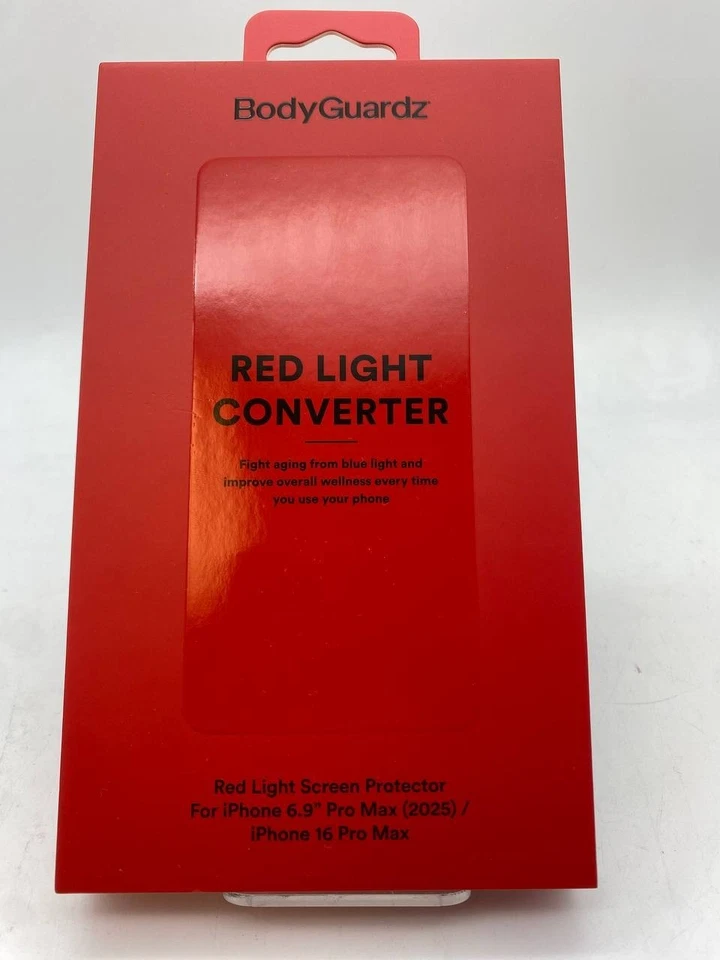 BodyGuardz
RED LIGHT
CONVERTER
Fight aging from blue light and
improve overall wellness every time
you use your phone
Red Light Screen Protector
For iPhone 6.9" Pro Max (2025) /
iPhone 16 Pro Max